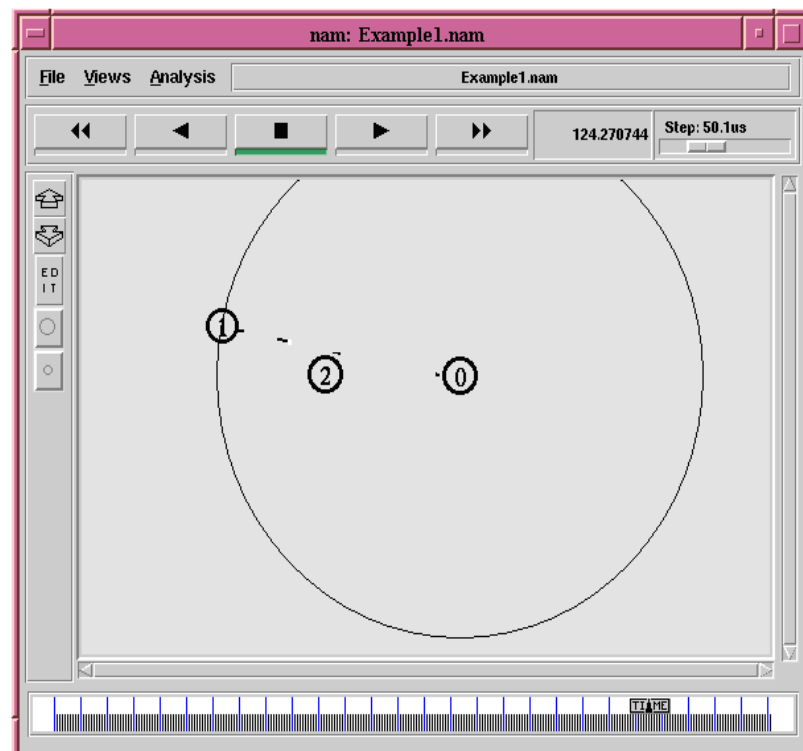 nam: Example1.nam
File Views Analysis Example1.nam
124.270744 Step: 50.1us
ED
IT
1
2
0
TIME